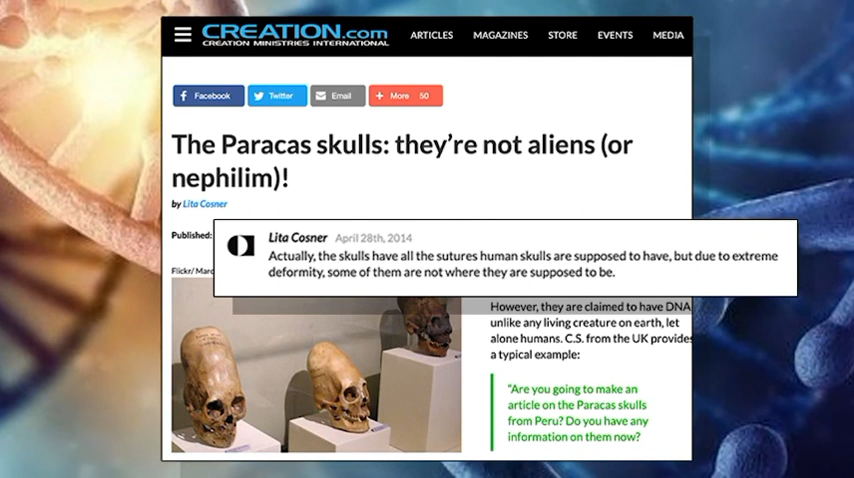 CREATION.com
CREATION MINISTRIES INTERNATIONAL
ARTICLES MAGAZINES STORE EVENTS MEDIA
Facebook Twitter Email + More 50
The Paracas skulls: they’re not aliens (or
nephilim)!
by Lita Cosner
Published:
Lita Cosner April 28th, 2014
Actually, the skulls have all the sutures human skulls are supposed to have, but due to extreme
deformity, some of them are not where they are supposed to be.
Flickr/
However, they are claimed to have DNA
unlike any living creature on earth, let
alone humans. C.S. from the UK provides
a typical example:
“Are you going to make an
article on the Paracas skulls
from Peru? Do you have any
information on them now?